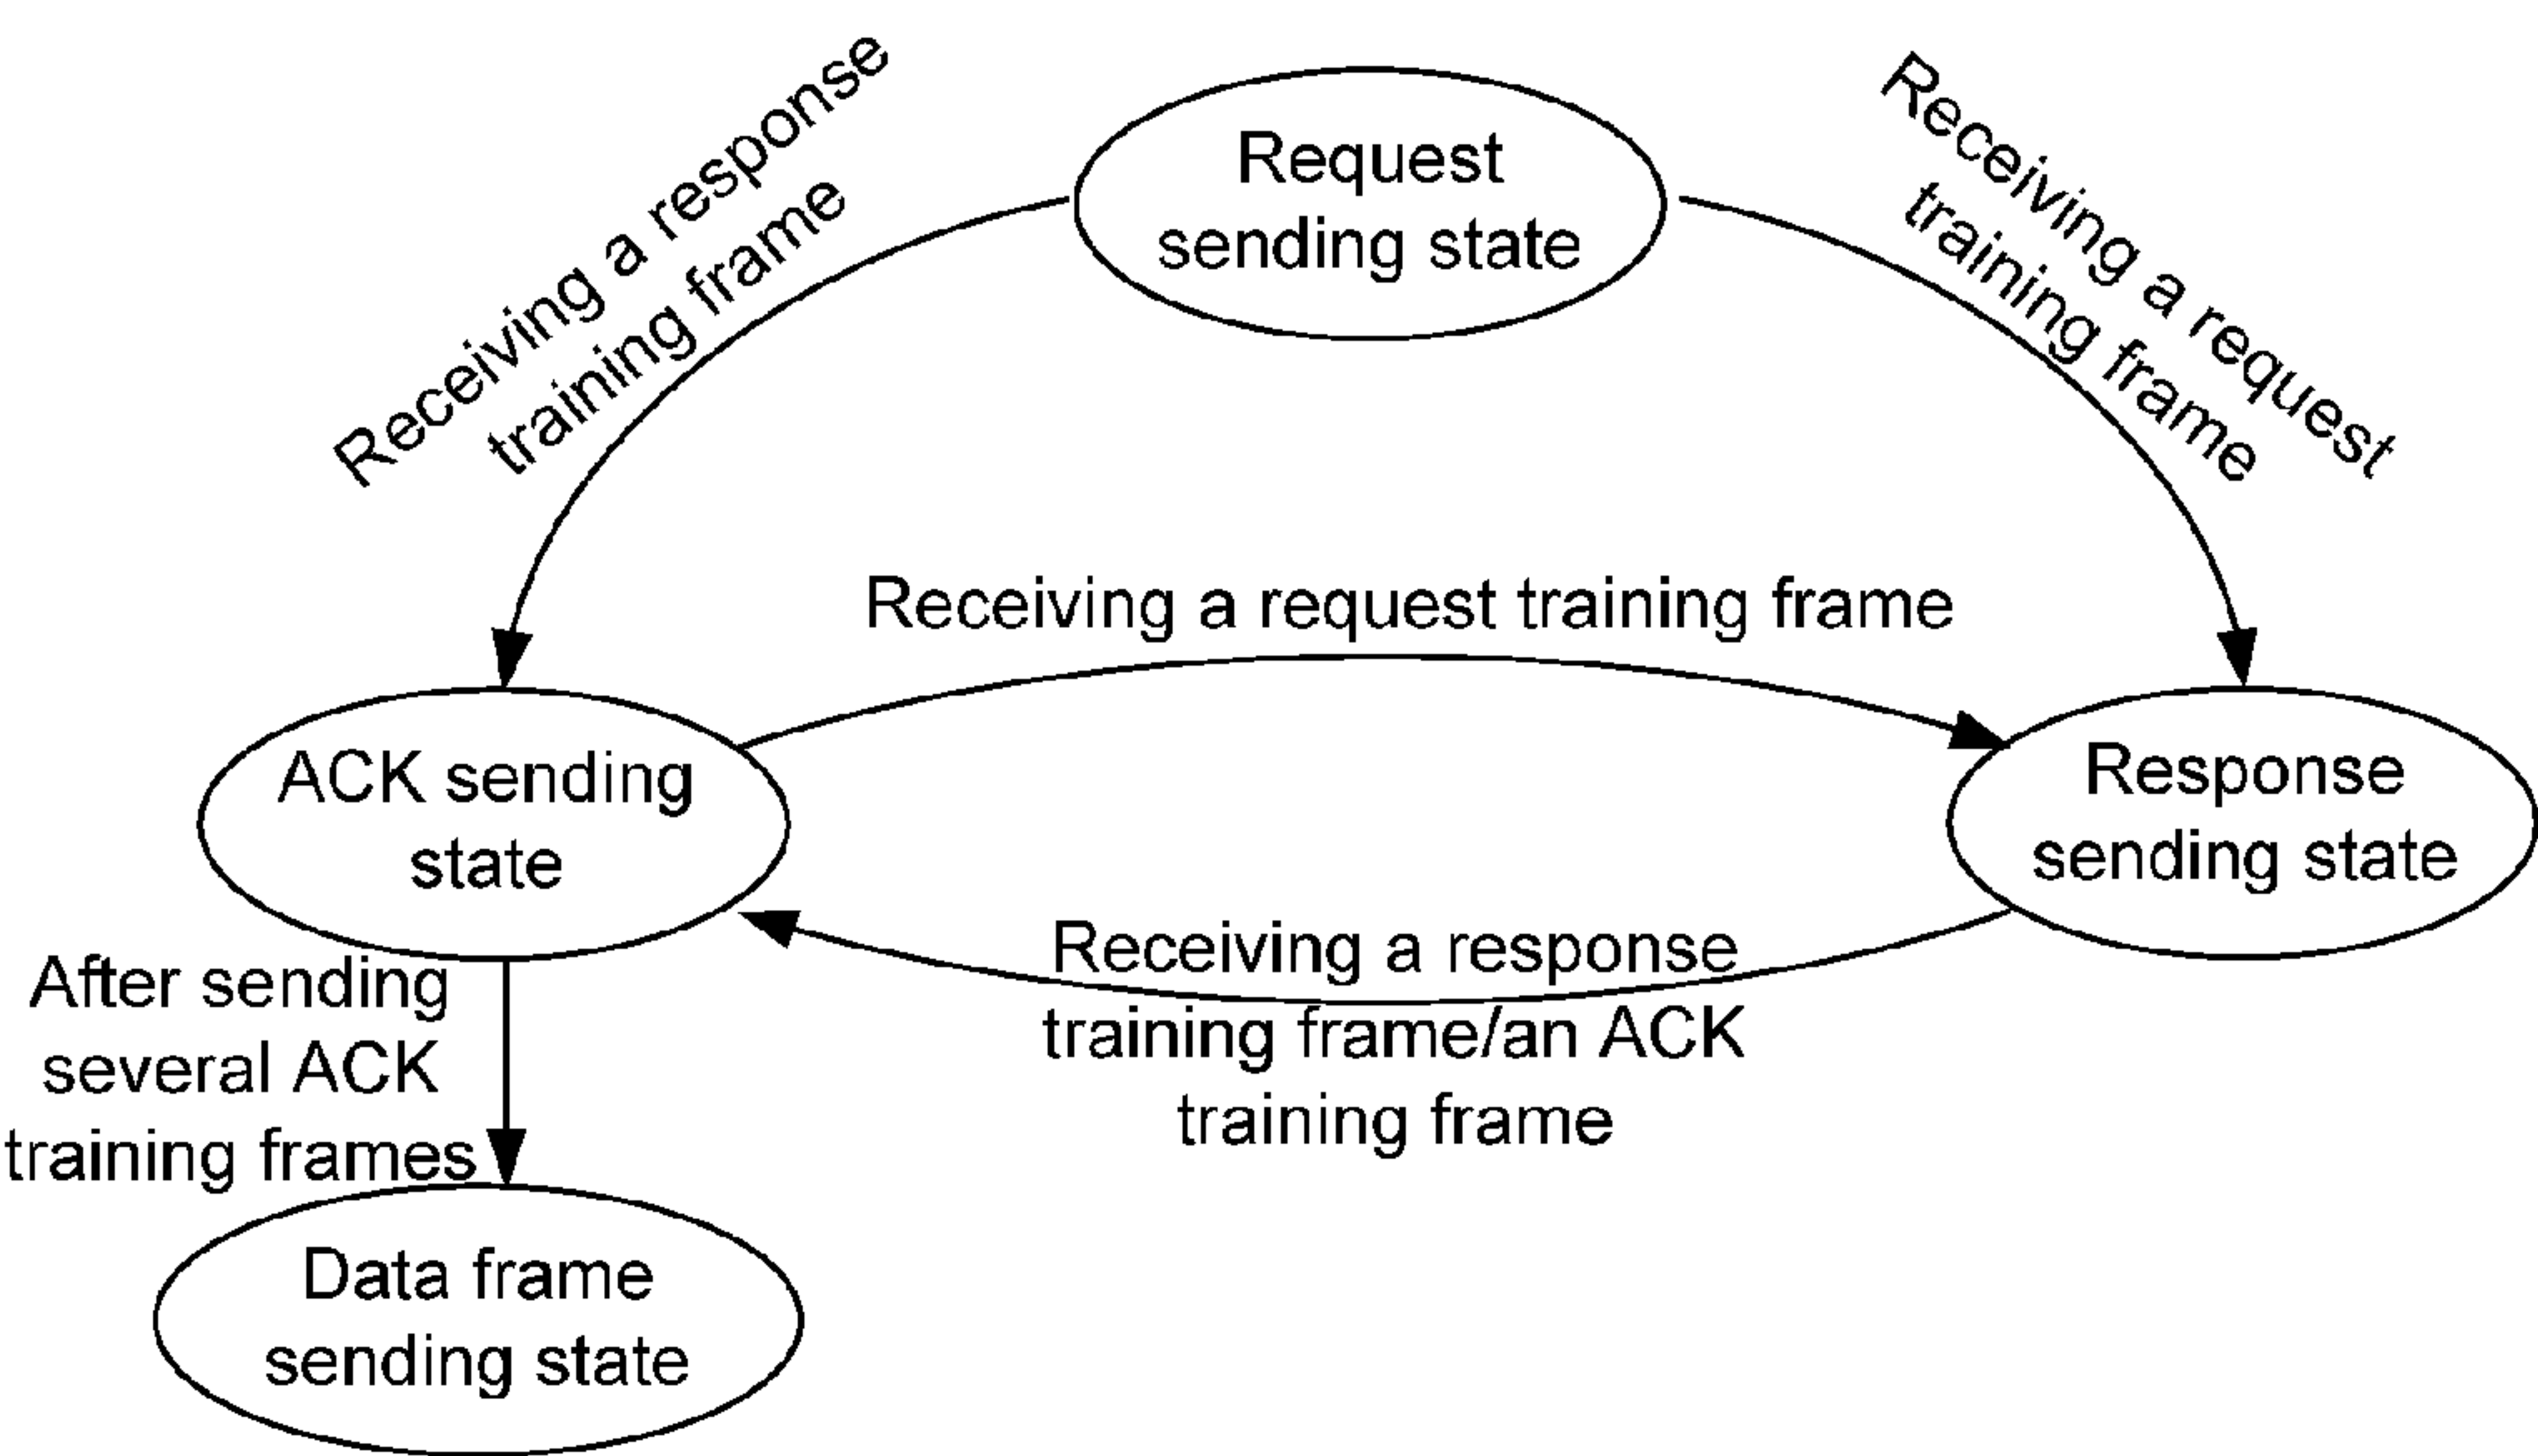 Receiving a response
training frame
Request
sending state
Receiving a request
training frame
Receiving a request training frame
ACK sending
state
Response
sending state
Receiving a response
training frame/an ACK
training frame
After sending
several ACK
training frames
Data frame
sending state